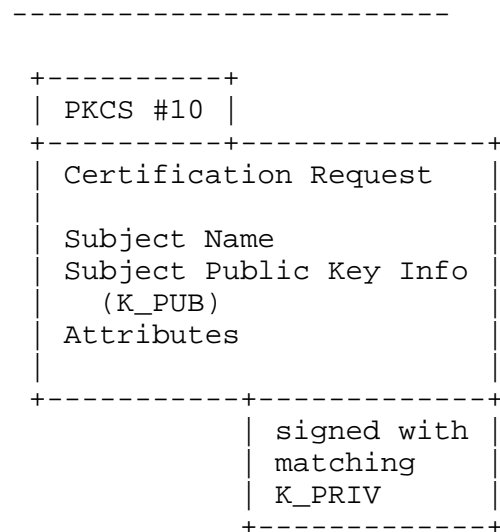 PKCS #10
Certification Request
Subject Name
Subject Public Key Info
(K_PUB)
Attributes
signed with
matching
K_PRIV